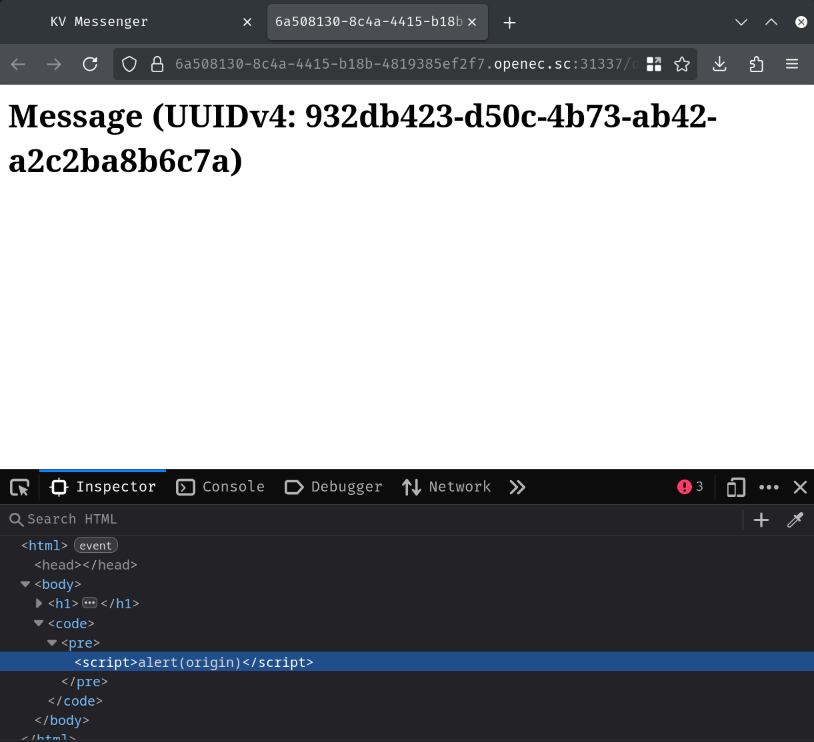 KV Messenger
6a508130-8c4a-4415-b18b
6a508130-8c4a-4415-b18b-4819385ef2f7.openec.sc:31337/
Message (UUIDv4: 932db423-d50c-4b73-ab42-
a2c2ba8b6c7a)
Inspector Console Debugger Network 3
Search HTML
<html> event
<head></head>
<body>
<h1> ••• </h1>
<code>
<pre>
<script>alert(origin)</script>
</pre>
</code>
</body>
</html>